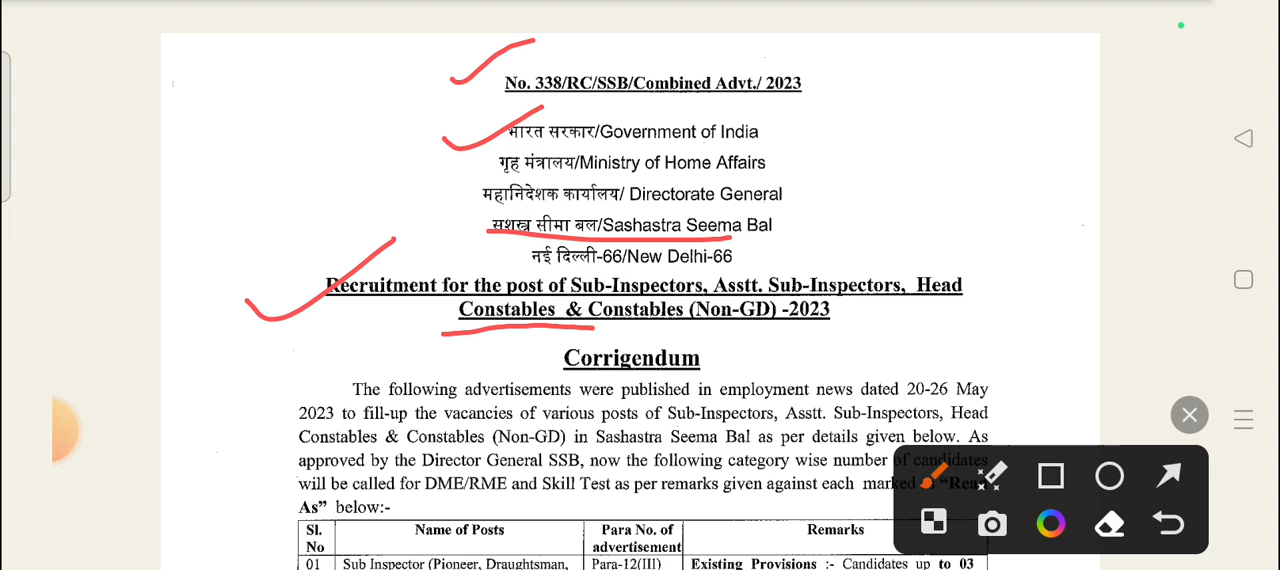 No. 338/RC/SSB/Combined Advt./ 2023
भारत सरकार/Government of India
गृह मंत्रालय/Ministry of Home Affairs
महानिदेशक कार्यालय/ Directorate General
सशस्त्र सीमा बल/Sashastra Seema Bal
नई दिल्ली-66/New Delhi-66
Recruitment for the post of Sub-Inspectors, Asstt. Sub-Inspectors, Head
Constables & Constables (Non-GD) -2023
Corrigendum
The following advertisements were published in employment news dated 20-26 May
2023 to fill-up the vacancies of various posts of Sub-Inspectors, Asstt. Sub-Inspectors, Head
Constables & Constables (Non-GD) in Sashastra Seema Bal as per details given below. As
approved by the Director General SSB, now the following category wise number of candidates
will be called for DME/RME and Skill Test as per remarks given against each marked “Read
As” below:-
Sl. No Name of Posts Para No. of advertisement Remarks
01 Sub Inspector (Pioneer, Draughtsman, Para-12(III) Existing Provisions :- Candidates up to 03